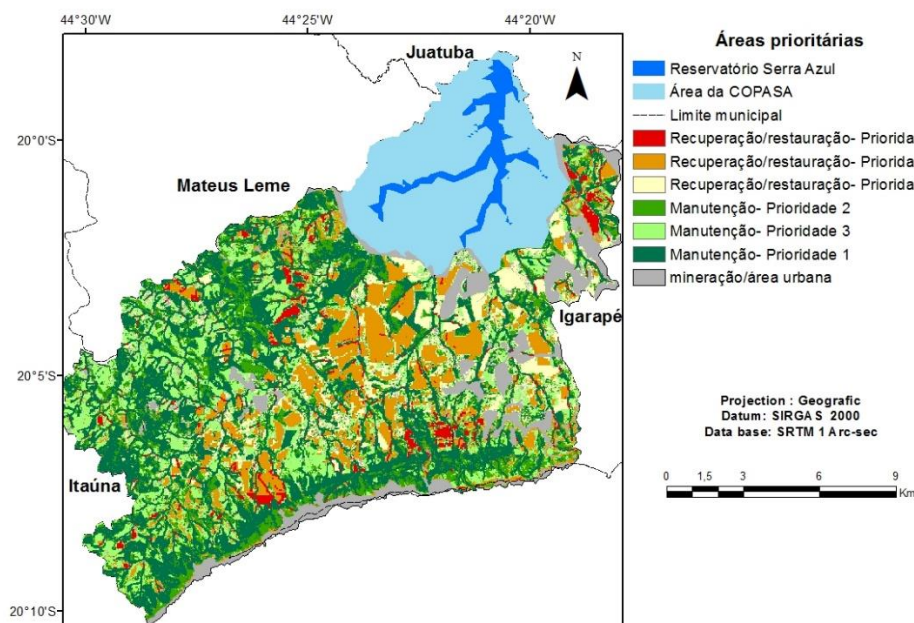 44°30'W
44°25'W
44°20'W
20°0'S
20°5'S
20°10'S
Juatuba
Mateus Leme
Igarapé
Itaúna
N
Áreas prioritárias
Reservatório Serra Azul
Área da COPASA
Limite municipal
Recuperação/restauração- Priorida
Recuperação/restauração- Priorida
Recuperação/restauração- Priorida
Manutenção- Prioridade 2
Manutenção- Prioridade 3
Manutenção- Prioridade 1
mineração/área urbana
Projection : Geografic
Datum: SIRGAS 2000
Data base: SRTM 1 Arc-sec
0 1,5 3 6 9
Km